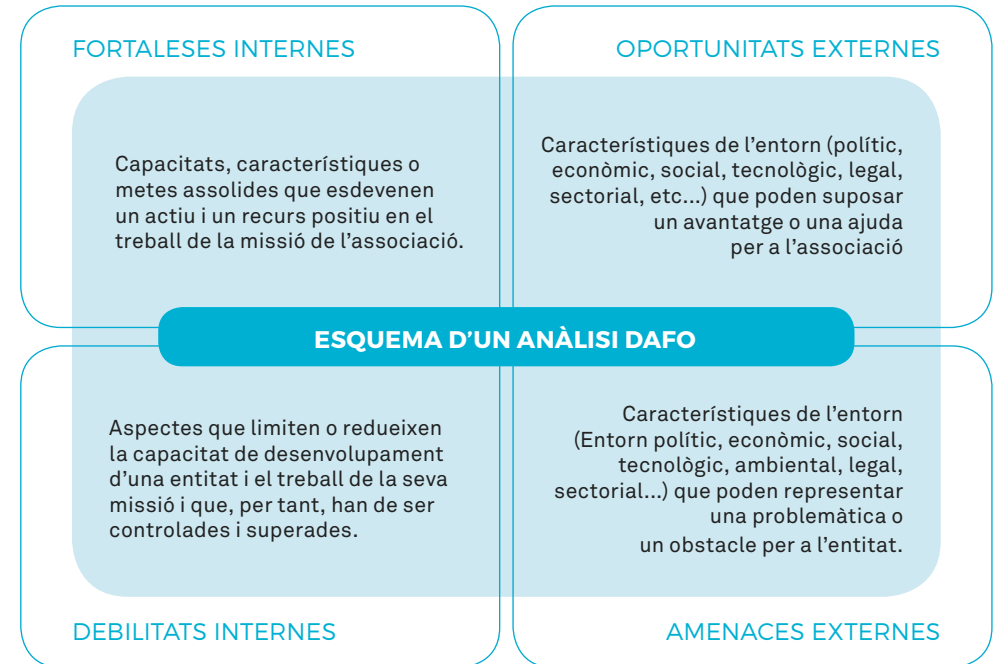 FORTALESES INTERNES
Capacitats, característiques o
metes assolides que esdevenen
un actiu i un recurs positiu en el
treball de la missió de l’associació.
OPORTUNITATS EXTERNES
Característiques de l’entorn (polític,
econòmic, social, tecnològic, legal,
sectorial, etc...) que poden suposar
un avantatge o una ajuda
per a l’associació
ESQUEMA D’UN ANÀLISI DAFO
Aspectes que limiten o redueixen
la capacitat de desenvolupament
d’una entitat i el treball de la seva
missió i que, per tant, han de ser
controlades i superades.
DEBILITATS INTERNES
Característiques de l’entorn
(Entorn polític, econòmic, social,
tecnològic, ambiental, legal,
sectorial...) que poden representar
una problemàtica o
un obstacle per a l’entitat.
AMENACES EXTERNES